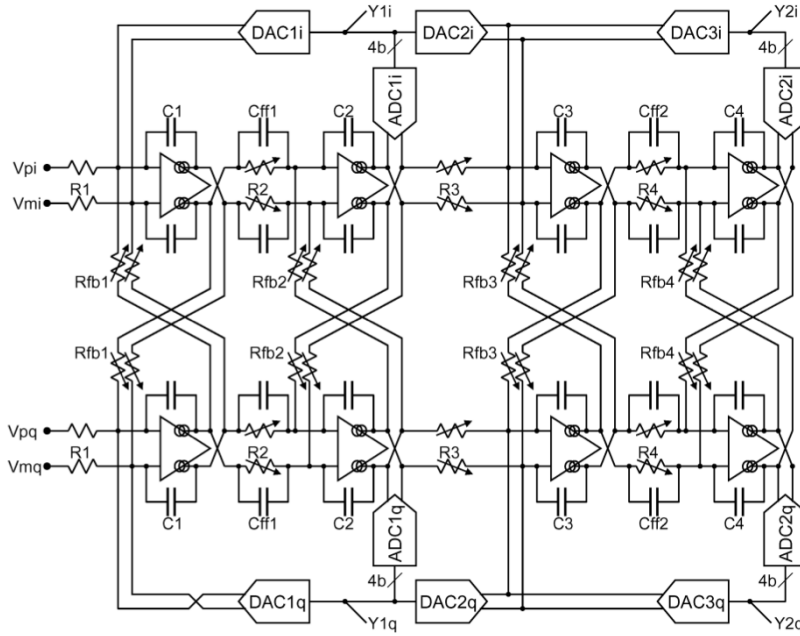 DAC1i Y1i DAC2i DAC3i Y2i
4b 4b
ADC1i ADC2i
C1 Cff1 C2 C3 Cff2 C4
Vpi
R1 R2 R3 R4
Vmi
Rfb1 Rfb2 Rfb3 Rfb4
Rfb1 Rfb2 Rfb3 Rfb4
Vpq
R1 R2 R3 R4
Vmq
C1 Cff1 C2 C3 Cff2 C4
ADC1q ADC2q
4b 4b
DAC1q DAC2q DAC3q
Y1q Y2q